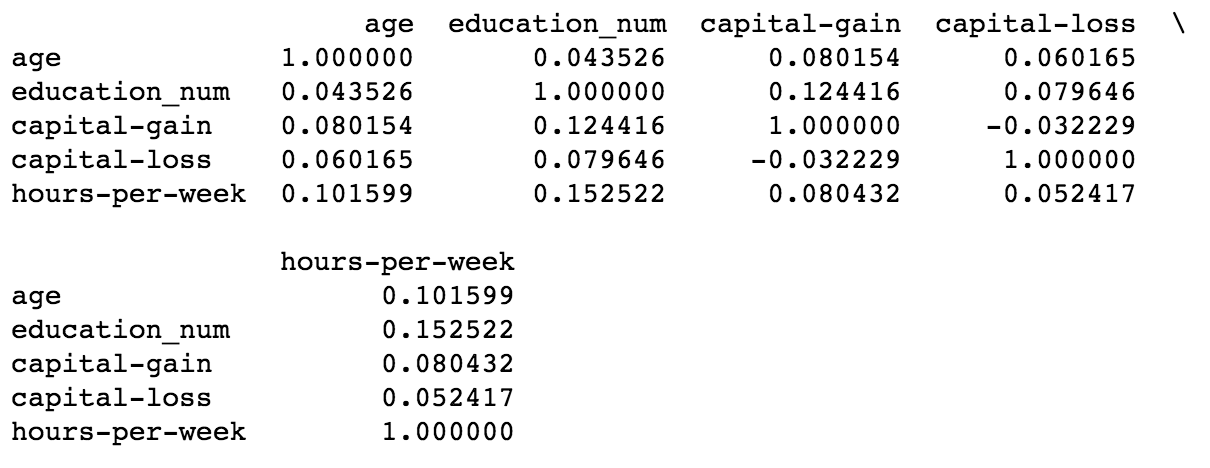 age education_num capital-gain capital-loss \
age 1.000000 0.043526 0.080154 0.060165
education_num 0.043526 1.000000 0.124416 0.079646
capital-gain 0.080154 0.124416 1.000000 -0.032229
capital-loss 0.060165 0.079646 -0.032229 1.000000
hours-per-week 0.101599 0.152522 0.080432 0.052417
hours-per-week
age 0.101599
education_num 0.152522
capital-gain 0.080432
capital-loss 0.052417
hours-per-week 1.000000